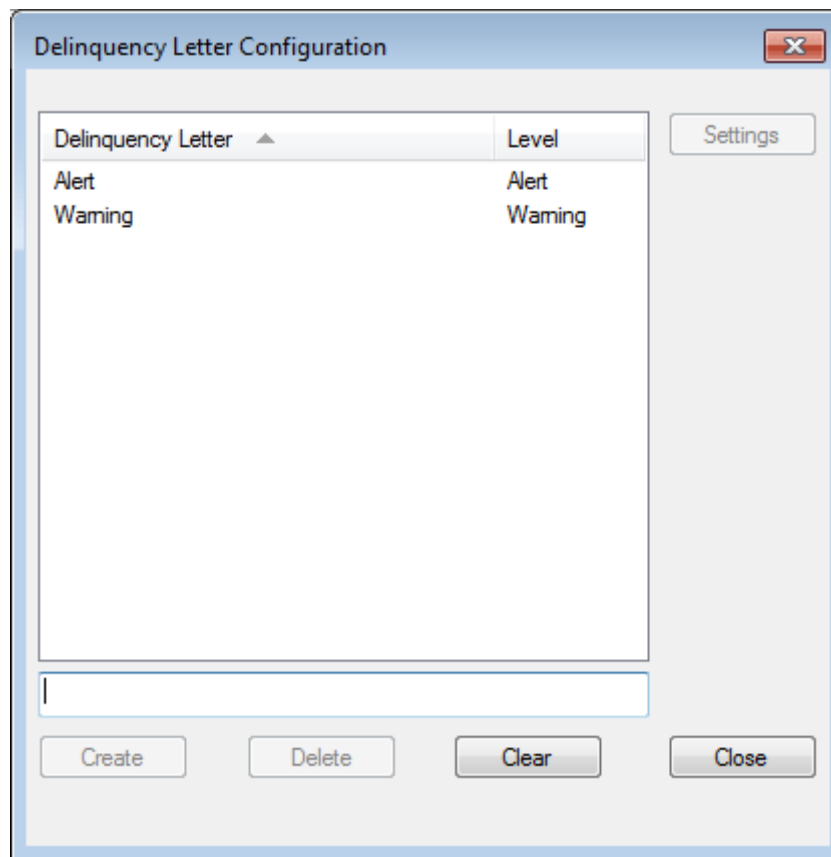 Delinquency Letter Configuration
Delinquency Letter Level Settings
Alert Alert
Warning Warning
Create Delete Clear Close